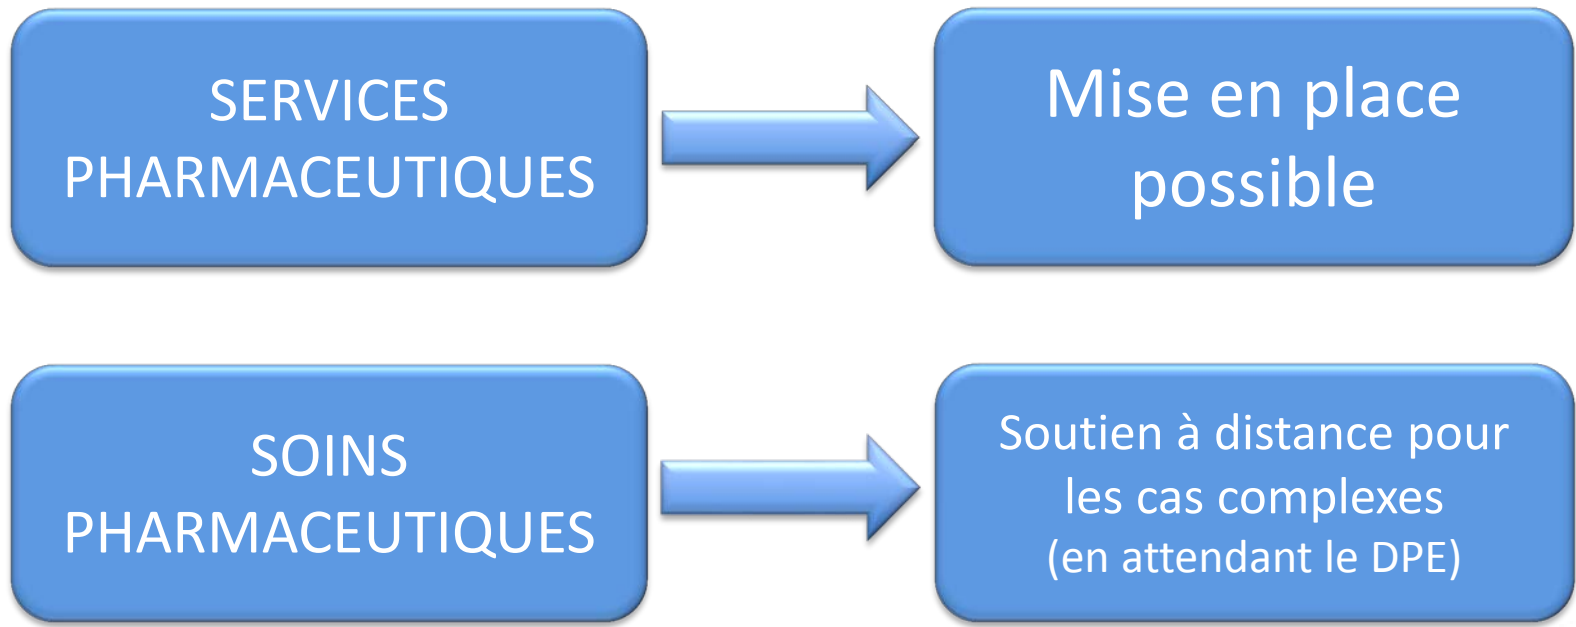 SERVICES
PHARMACEUTIQUES
Mise en place
possible
SOINS
PHARMACEUTIQUES
Soutien à distance pour
les cas complexes
(en attendant le DPE)